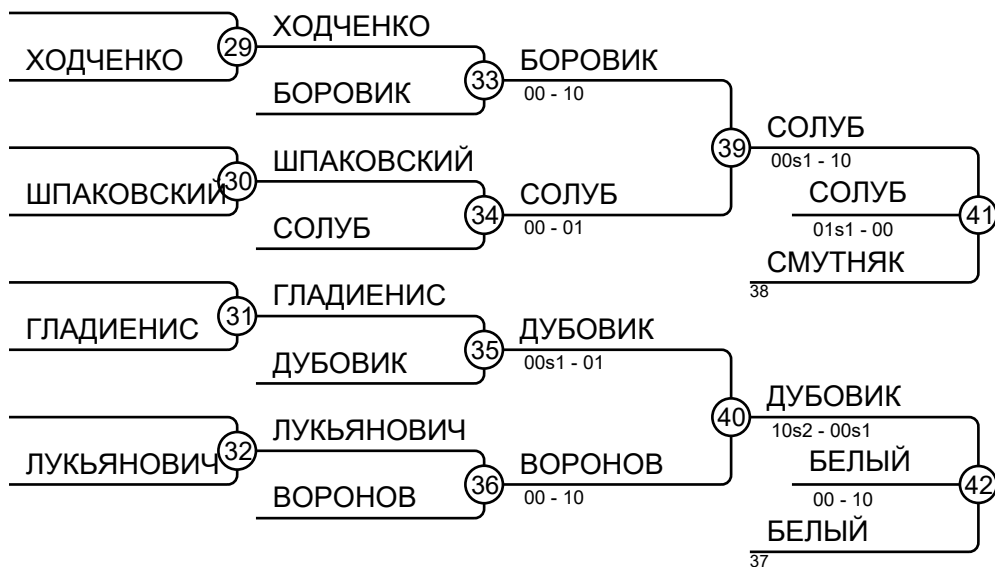 ХОДЧЕНКО
29
ХОДЧЕНКО
БОРОВИК
33
БОРОВИК
00 - 10
ШПАКОВСКИЙ
30
ШПАКОВСКИЙ
СОЛУБ
34
СОЛУБ
00 - 01
39
СОЛУБ
00s1 - 10
СОЛУБ
01s1 - 00
41
СМУТНЯК
38
ГЛАДИЕНИС
31
ГЛАДИЕНИС
ДУБОВИК
35
ДУБОВИК
00s1 - 01
ЛУКЬЯНОВИЧ
32
ЛУКЬЯНОВИЧ
ВОРОНОВ
36
ВОРОНОВ
00 - 10
40
ДУБОВИК
10s2 - 00s1
БЕЛЫЙ
00 - 10
42
БЕЛЫЙ
37